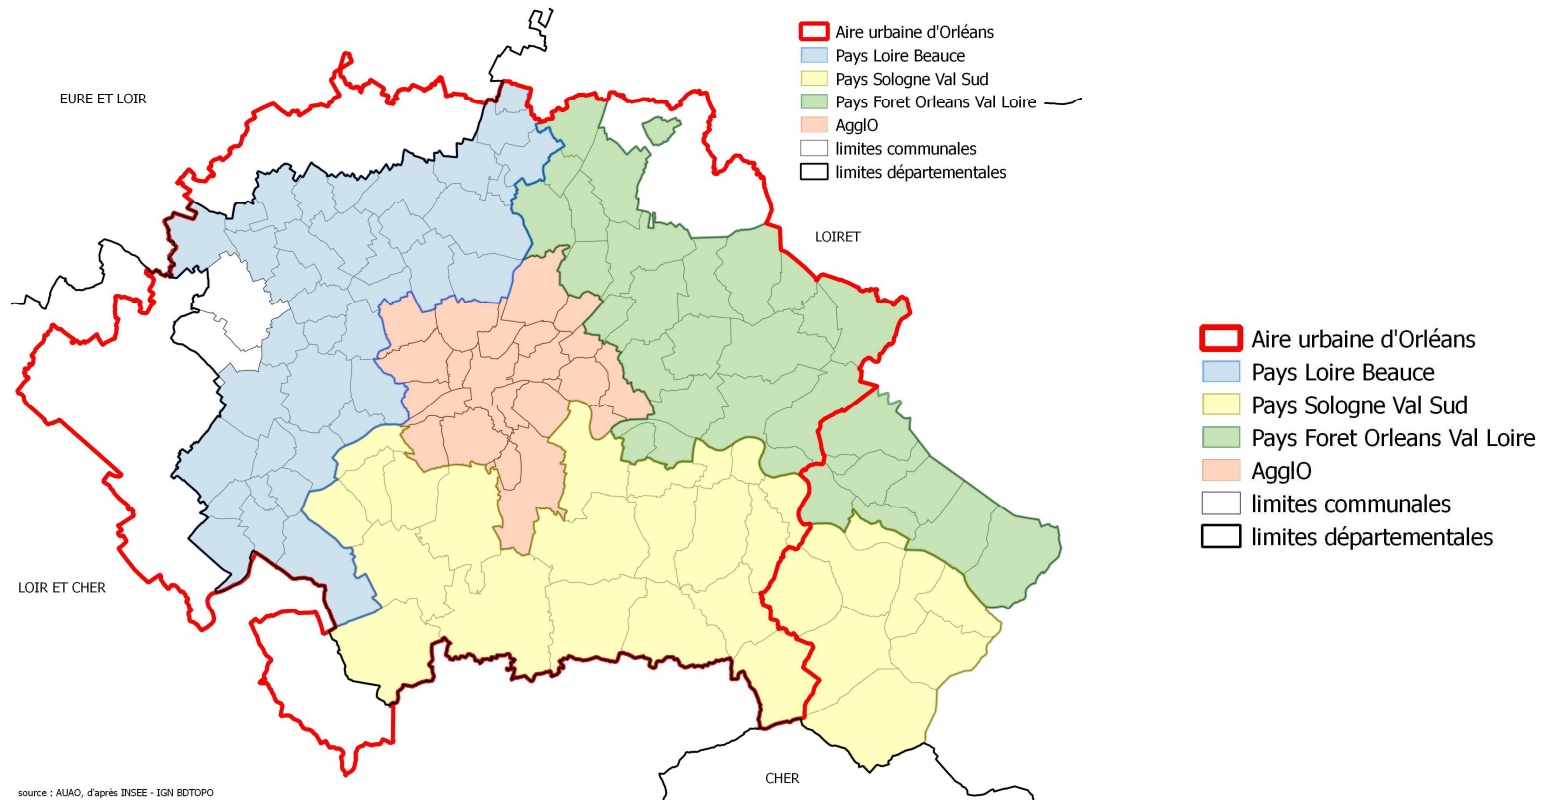 Aire urbaine d'Orléans
Pays Loire Beauce
Pays Sologne Val Sud
Pays Foret Orleans Val Loire
AgglO
limites communales
limites départementales
EURE ET LOIR
LOIRET
Aire urbaine d'Orléans
Pays Loire Beauce
Pays Sologne Val Sud
Pays Foret Orleans Val Loire
AgglO
limites communales
limites départementales
LOIR ET CHER
CHER
source : AUAO, d'après INSEE - IGN BDTOPO